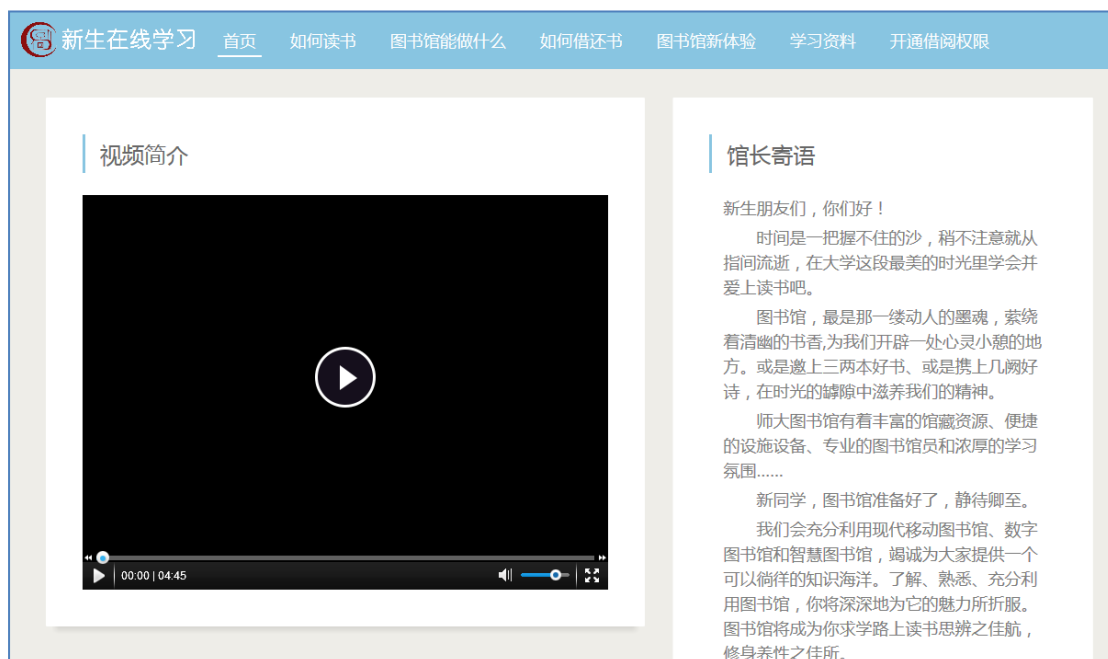 新生在线学习 首页 如何读书 图书馆能做什么 如何借还书 图书馆新体验 学习资料 开通借阅权限
视频简介
00:00 | 04:45
馆长寄语
新生朋友们，你们好！
时间是一把握不住的沙，稍不注意就从
指间流逝，在大学这段最美的时光里学会并
爱上读书吧。
图书馆，最是那一缕动人的墨魂，萦绕
着清幽的书香,为我们开辟一处心灵小憩的地
方。或是邀上三两本好书、或是携上几阙好
诗，在时光的罅隙中滋养我们的精神。
师大图书馆有着丰富的馆藏资源、便捷
的设施设备、专业的图书馆员和浓厚的学习
氛围……
新同学，图书馆准备好了，静待卿至。
我们会充分利用现代移动图书馆、数字
图书馆和智慧图书馆，竭诚为大家提供一个
可以徜徉的知识海洋。了解、熟悉、充分利
用图书馆，你将深深地为它的魅力所折服。
图书馆将成为你求学路上读书思辨之佳航，
修身养性之佳所。